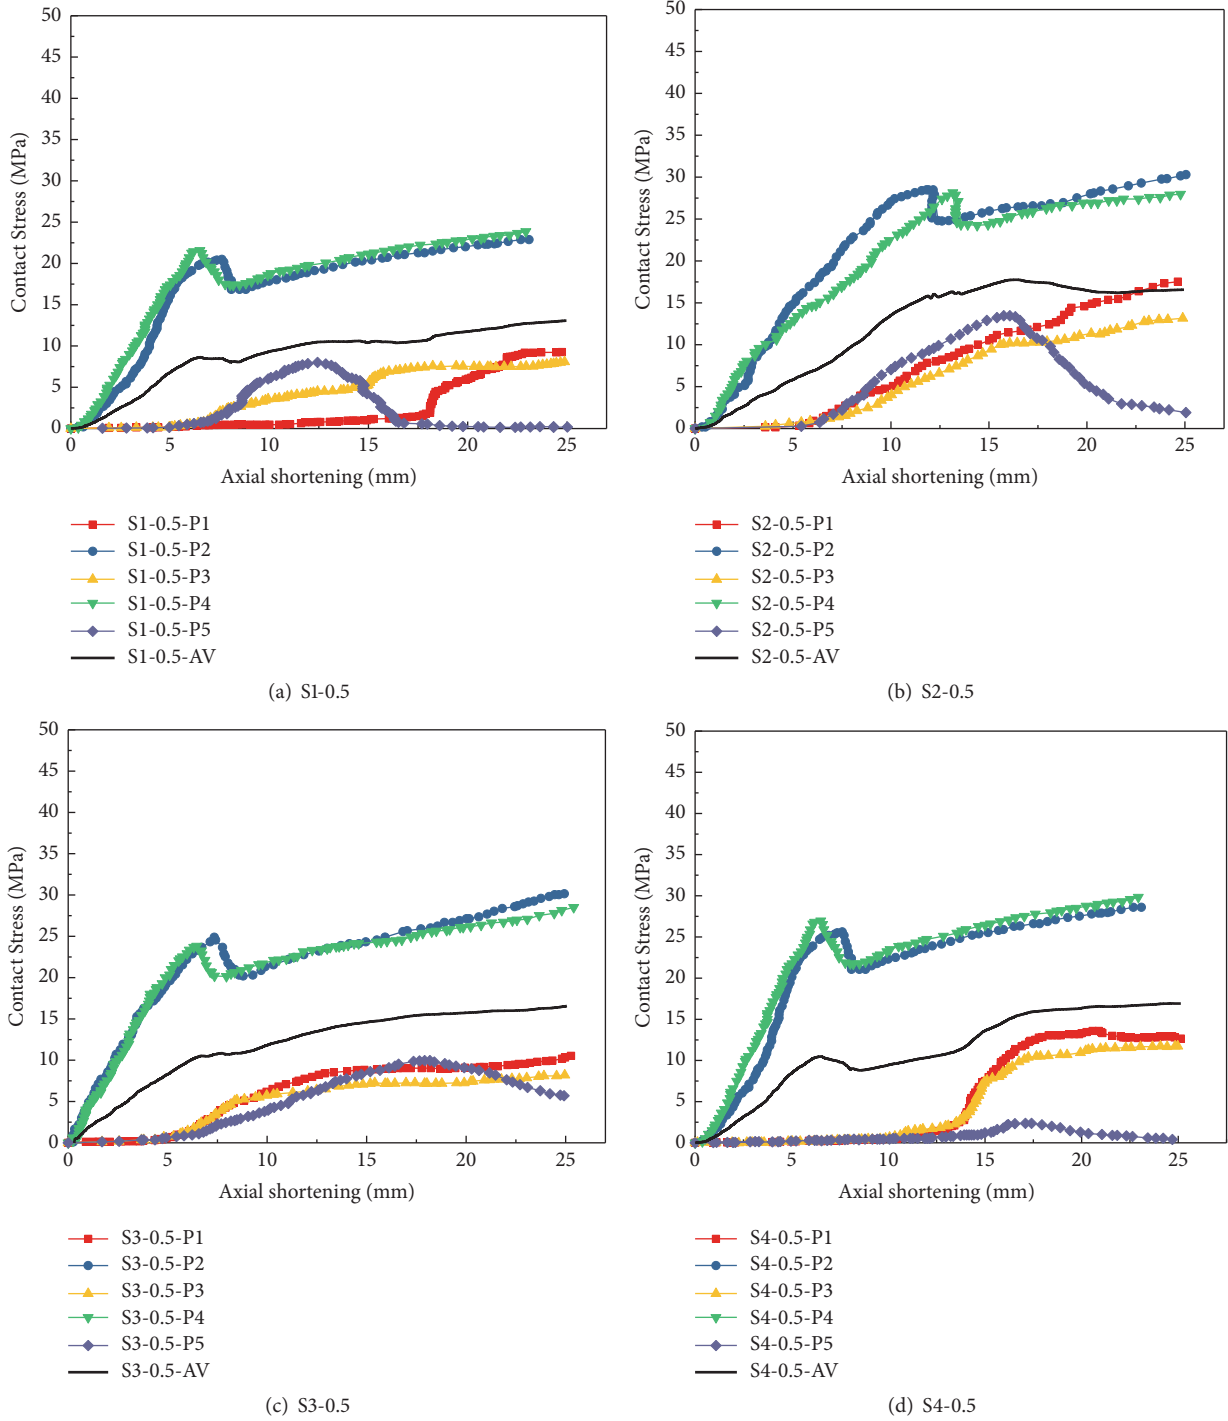 50
45
40
35
30
25
20
15
10
5
0
Contact Stress (MPa)
0 5 10 15 20 25
Axial shortening (mm)
S1-0.5-P1
S1-0.5-P2
S1-0.5-P3
S1-0.5-P4
S1-0.5-P5
S1-0.5-AV
(a) S1-0.5
50
45
40
35
30
25
20
15
10
5
0
Contact Stress (MPa)
0 5 10 15 20 25
Axial shortening (mm)
S2-0.5-P1
S2-0.5-P2
S2-0.5-P3
S2-0.5-P4
S2-0.5-P5
S2-0.5-AV
(b) S2-0.5
50
45
40
35
30
25
20
15
10
5
0
Contact Stress (MPa)
0 5 10 15 20 25
Axial shortening (mm)
S3-0.5-P1
S3-0.5-P2
S3-0.5-P3
S3-0.5-P4
S3-0.5-P5
S3-0.5-AV
(c) S3-0.5
50
45
40
35
30
25
20
15
10
5
0
Contact Stress (MPa)
0 5 10 15 20 25
Axial shortening (mm)
S4-0.5-P1
S4-0.5-P2
S4-0.5-P3
S4-0.5-P4
S4-0.5-P5
S4-0.5-AV
(d) S4-0.5